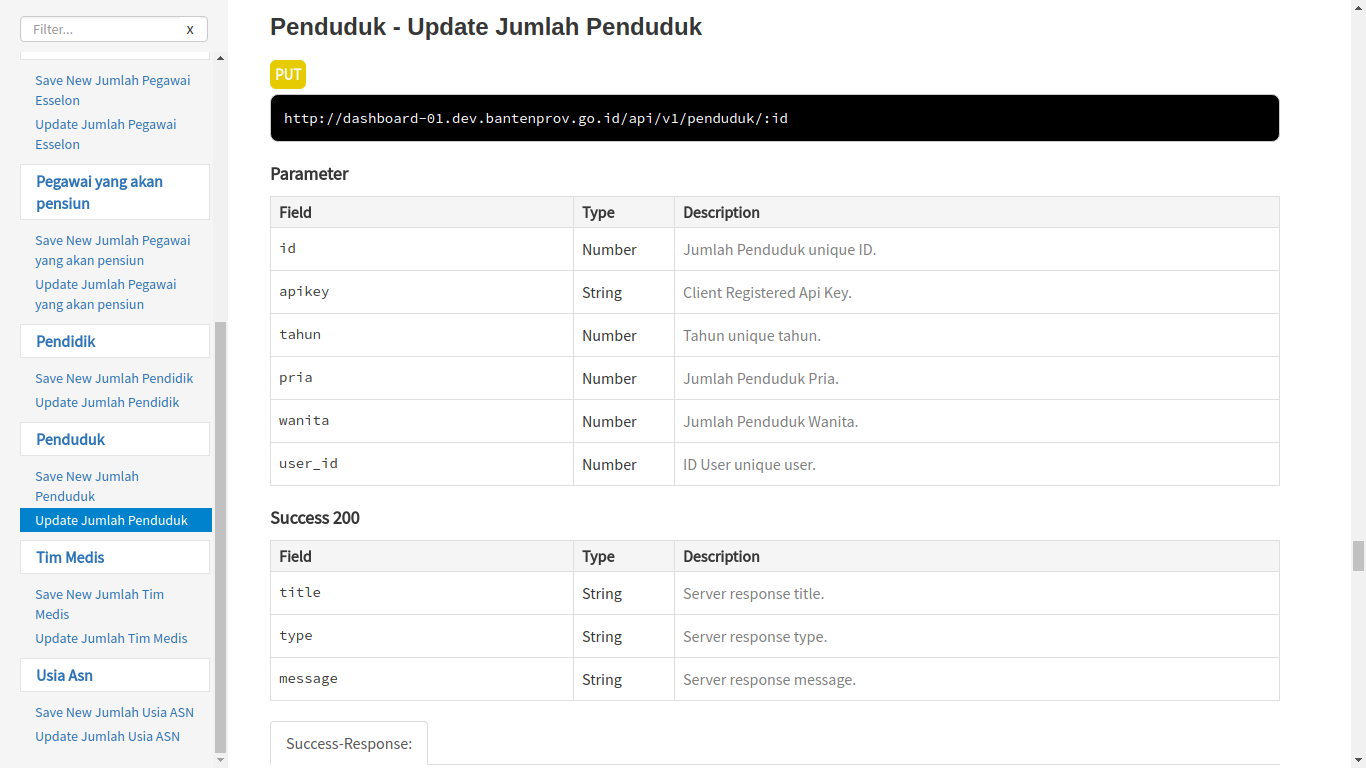 Filter...
x
Save New Jumlah Pegawai
Esselon
Update Jumlah Pegawai
Esselon
Pegawai yang akan
pensiun
Save New Jumlah Pegawai
yang akan pensiun
Update Jumlah Pegawai
yang akan pensiun
Pendidik
Save New Jumlah Pendidik
Update Jumlah Pendidik
Penduduk
Save New Jumlah
Penduduk
Update Jumlah Penduduk
Tim Medis
Save New Jumlah Tim
Medis
Update Jumlah Tim Medis
Usia Asn
Save New Jumlah Usia ASN
Update Jumlah Usia ASN
Penduduk - Update Jumlah Penduduk
PUT
http://dashboard-01.dev.bantenprov.go.id/api/v1/penduduk/:id
Parameter
Field Type Description
id Number Jumlah Penduduk unique ID.
apikey String Client Registered Api Key.
tahun Number Tahun unique tahun.
pria Number Jumlah Penduduk Pria.
wanita Number Jumlah Penduduk Wanita.
user_id Number ID User unique user.
Success 200
Field Type Description
title String Server response title.
type String Server response type.
message String Server response message.
Success-Response: